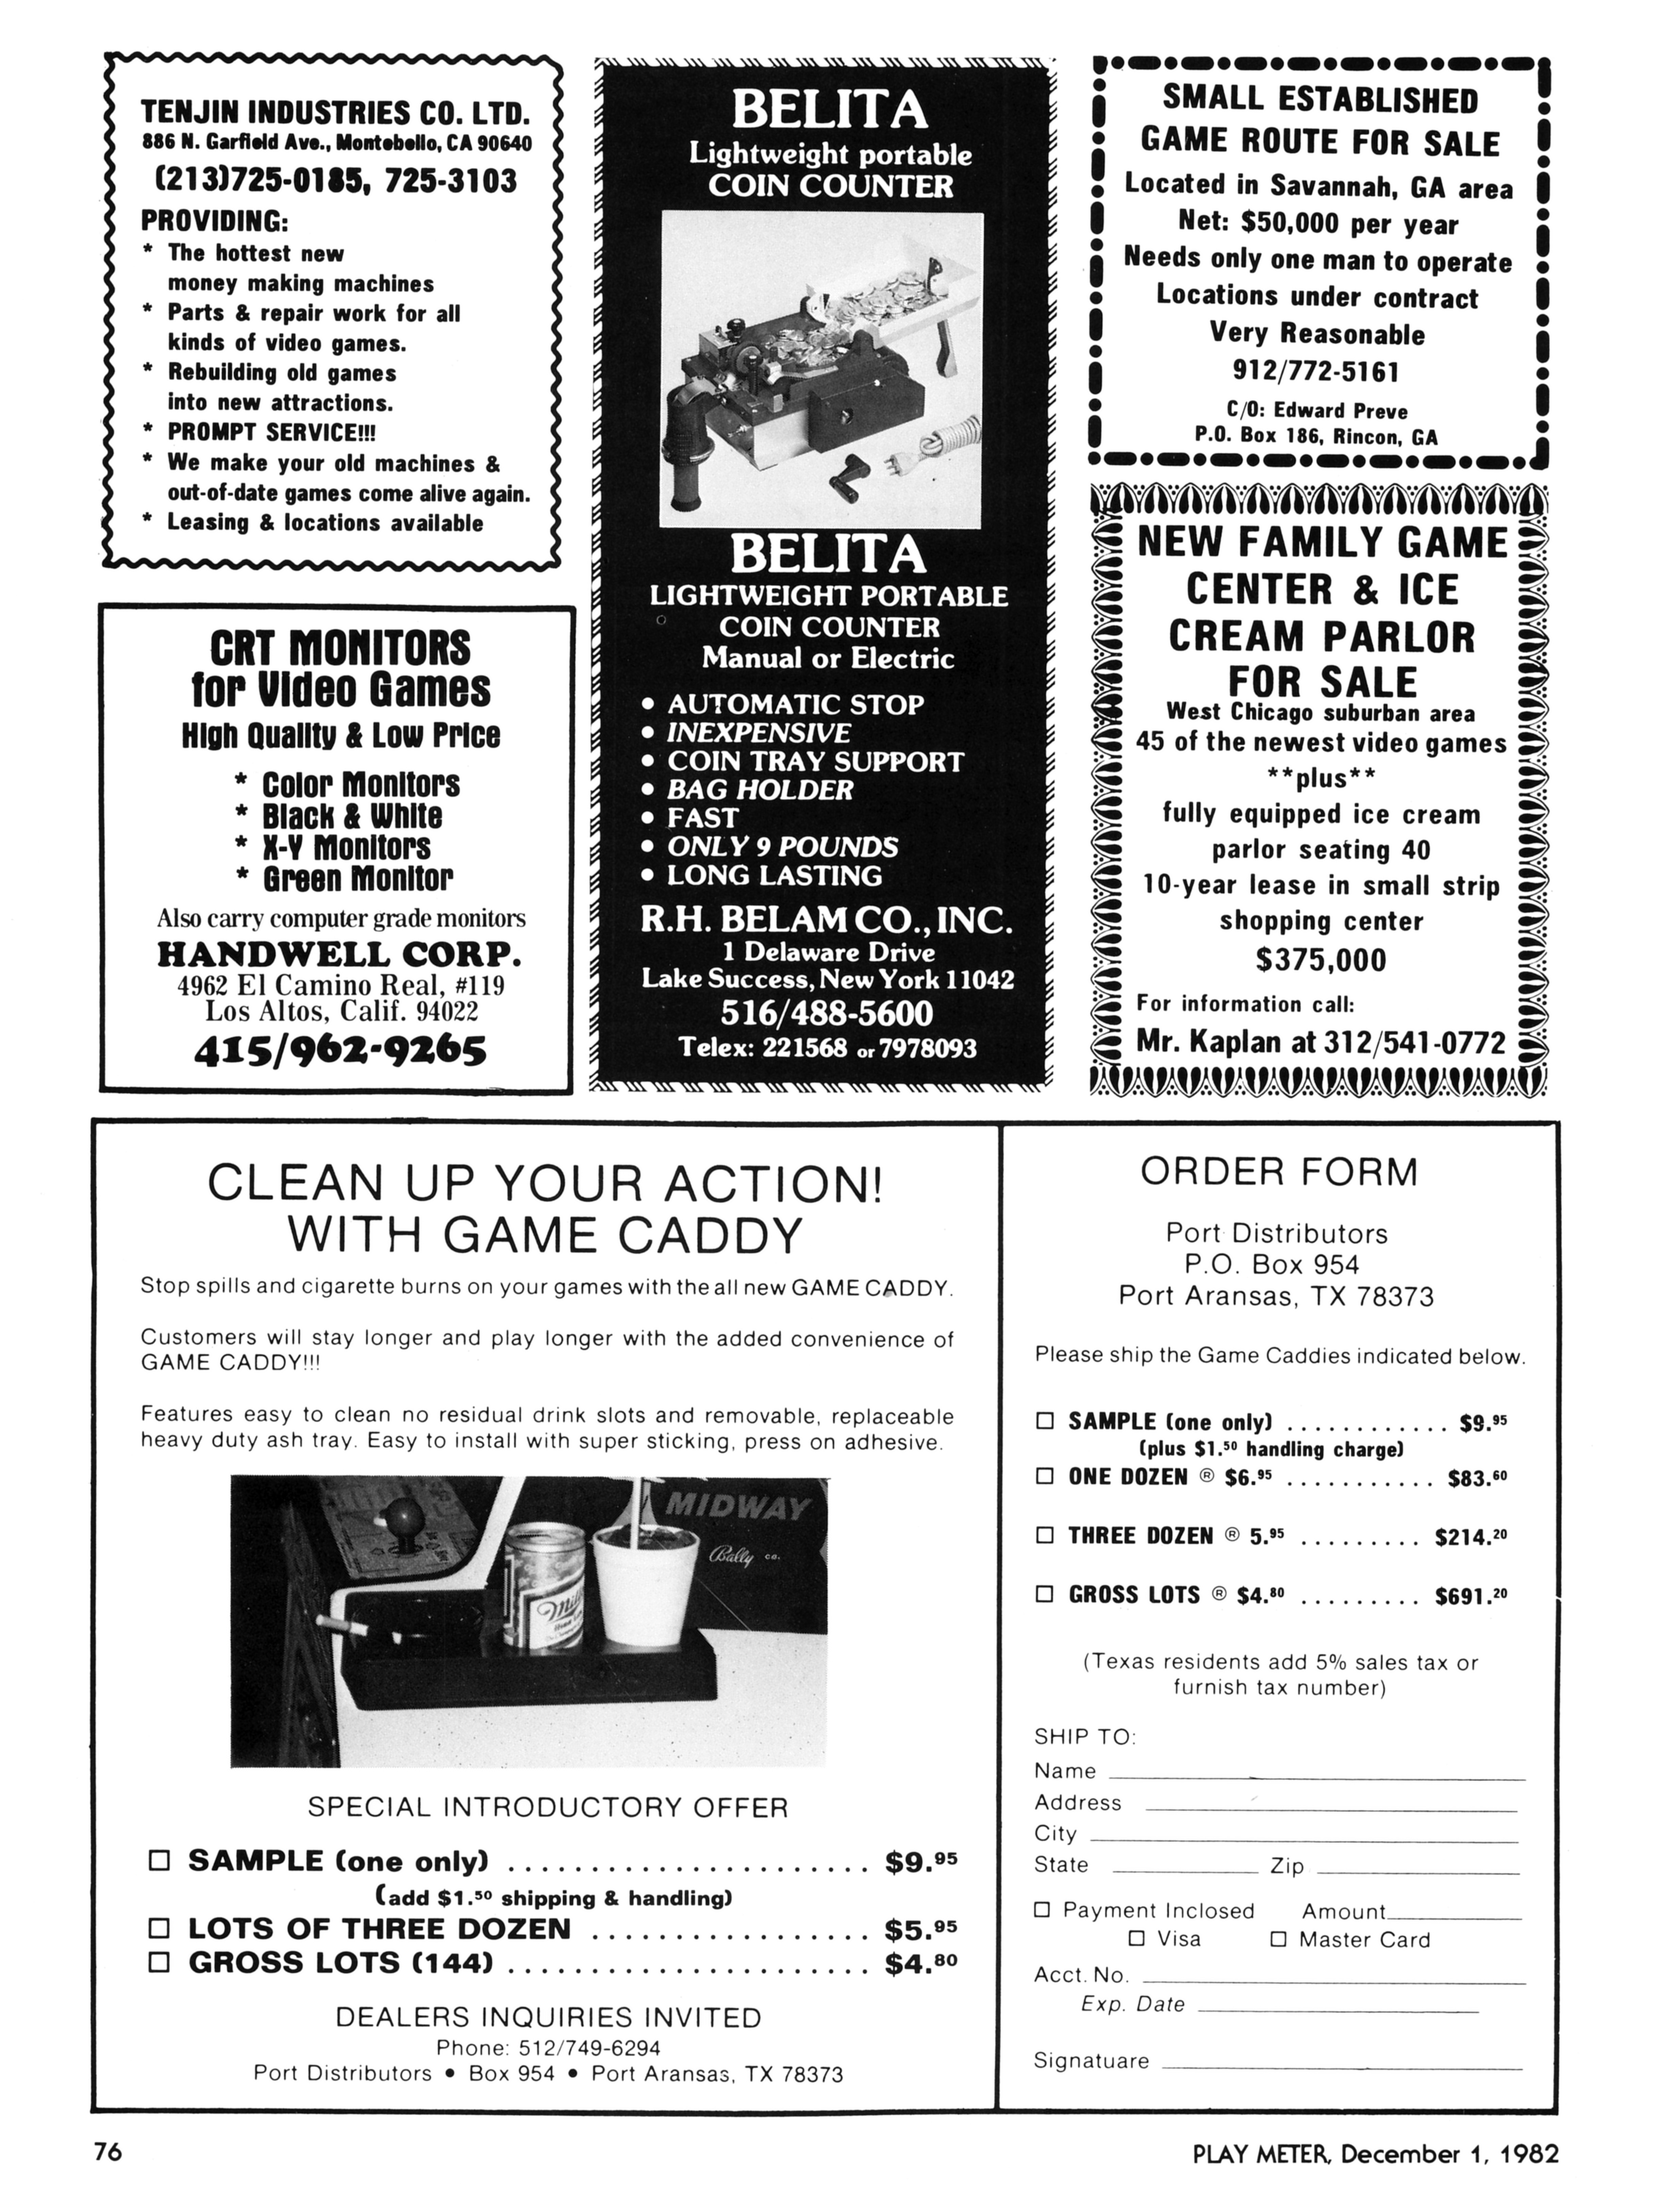 TENJIN INDUSTRIES CO. LTD.
886 N. Garfield Ave., Montebello, CA 90640
(213)725-0185, 725-3103
PROVIDING:
* The hottest new
money making machines
* Parts & repair work for all
kinds of video games.
* Rebuilding old games
into new attractions.
* PROMPT SERVICE!!!
* We make your old machines &
out-of-date games come alive again.
* Leasing & locations available
CRT MONITORS
for Video Games
High Quality & Low Price
* Color Monitors
* Black & White
* X-Y Monitors
* Green Monitor
Also carry computer grade monitors
HANDWELL CORP.
4962 El Camino Real, #119
Los Altos, Calif. 94022
415/962-9265
BELITA
Lightweight portable
COIN COUNTER
BELITA
LIGHTWEIGHT PORTABLE
COIN COUNTER
Manual or Electric
• AUTOMATIC STOP
• INEXPENSIVE
• COIN TRAY SUPPORT
• BAG HOLDER
• FAST
• ONLY 9 POUNDS
• LONG LASTING
R.H. BELAM CO., INC.
1 Delaware Drive
Lake Success, New York 11042
516/488-5600
Telex: 221568 or 7978093
SMALL ESTABLISHED
GAME ROUTE FOR SALE
Located in Savannah, GA area
Net: $50,000 per year
Needs only one man to operate
Locations under contract
Very Reasonable
912/772-5161
C/O: Edward Preve
P.O. Box 186, Rincon, GA
NEW FAMILY GAME
CENTER & ICE
CREAM PARLOR
FOR SALE
West Chicago suburban area
45 of the newest video games
**plus**
fully equipped ice cream
parlor seating 40
10-year lease in small strip
shopping center
$375,000
For information call:
Mr. Kaplan at 312/541-0772
CLEAN UP YOUR ACTION!
WITH GAME CADDY
Stop spills and cigarette burns on your games with the all new GAME CADDY.
Customers will stay longer and play longer with the added convenience of
GAME CADDY!!!
Features easy to clean no residual drink slots and removable, replaceable
heavy duty ash tray. Easy to install with super sticking, press on adhesive.
MIDWAY
Bally co.
SPECIAL INTRODUCTORY OFFER
☐ SAMPLE (one only) ...................... $9.95
(add $1.50 shipping & handling)
☐ LOTS OF THREE DOZEN ................. $5.95
☐ GROSS LOTS (144) ...................... $4.80
DEALERS INQUIRIES INVITED
Phone: 512/749-6294
Port Distributors • Box 954 • Port Aransas, TX 78373
ORDER FORM
Port Distributors
P.O. Box 954
Port Aransas, TX 78373
Please ship the Game Caddies indicated below.
☐ SAMPLE (one only) ............ $9.95
(plus $1.50 handling charge)
☐ ONE DOZEN ® $6.95 ........... $83.60
☐ THREE DOZEN ® 5.95 ......... $214.20
☐ GROSS LOTS ® $4.80 ......... $691.20
(Texas residents add 5% sales tax or
furnish tax number)
SHIP TO:
Name
Address
City
State Zip
☐ Payment Inclosed Amount
☐ Visa ☐ Master Card
Acct. No.
Exp. Date
Signatuare
76
PLAY METER, December 1, 1982